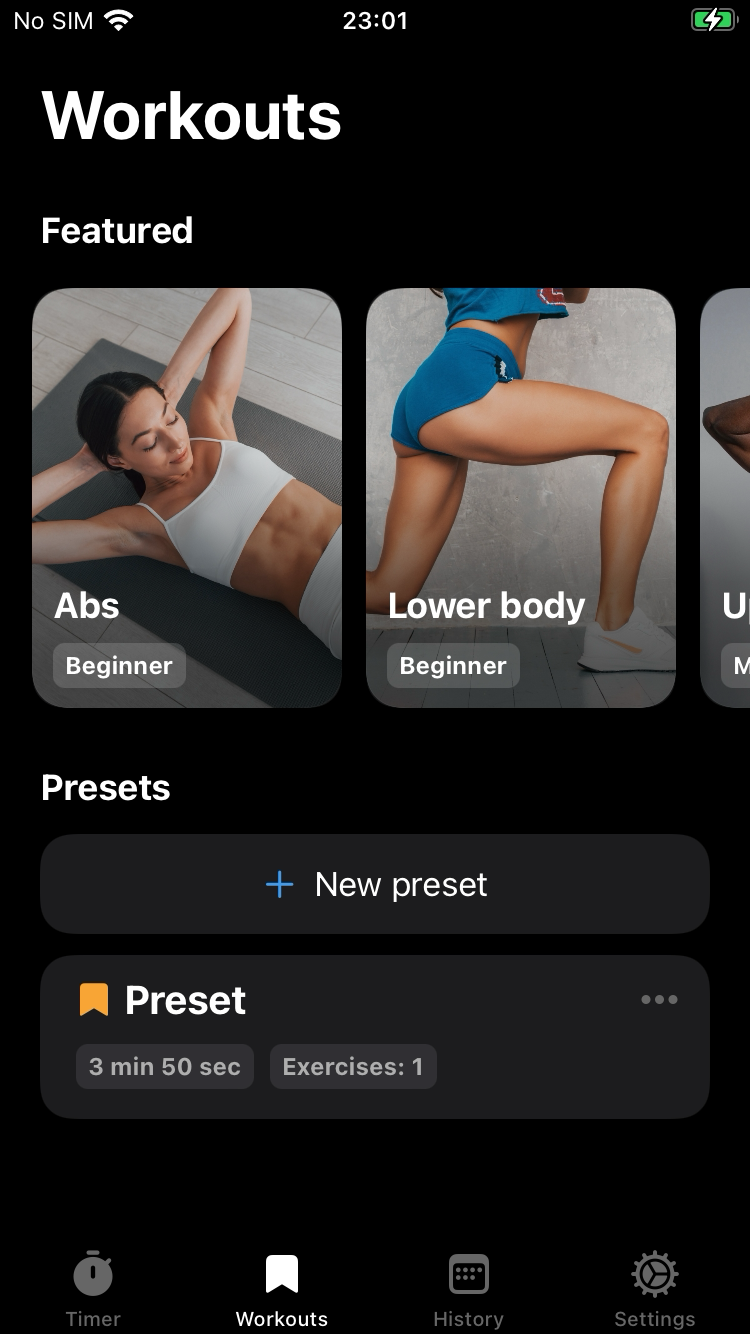 No SIM 23:01
Workouts
Featured
Abs
Beginner
Lower body
Beginner
Presets
New preset
Preset
3 min 50 sec Exercises: 1
Timer Workouts History Settings